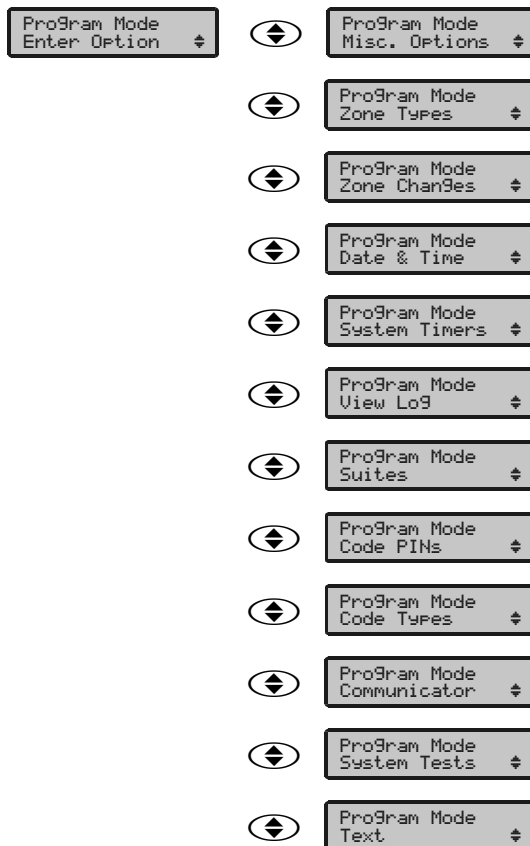 Program Mode
Enter Option
Program Mode
Misc. Options
Program Mode
Zone Types
Program Mode
Zone Changes
Program Mode
Date & Time
Program Mode
System Timers
Program Mode
View Log
Program Mode
Suites
Program Mode
Code PINs
Program Mode
Code Types
Program Mode
Communicator
Program Mode
System Tests
Program Mode
Text